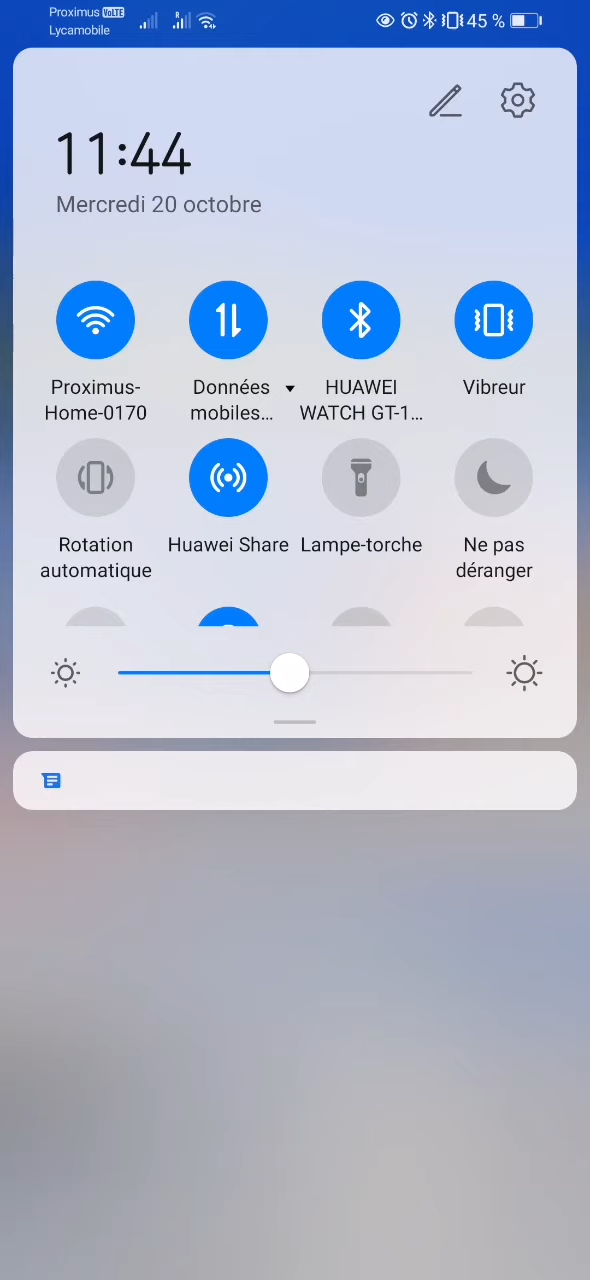 Proximus VoLTE
Lycamobile
R
45 %
11:44
Mercredi 20 octobre
Proximus-
Home-0170
Données
mobiles...
HUAWEI
WATCH GT-1...
Vibreur
Rotation
automatique
Huawei Share
Lampe-torche
Ne pas
déranger